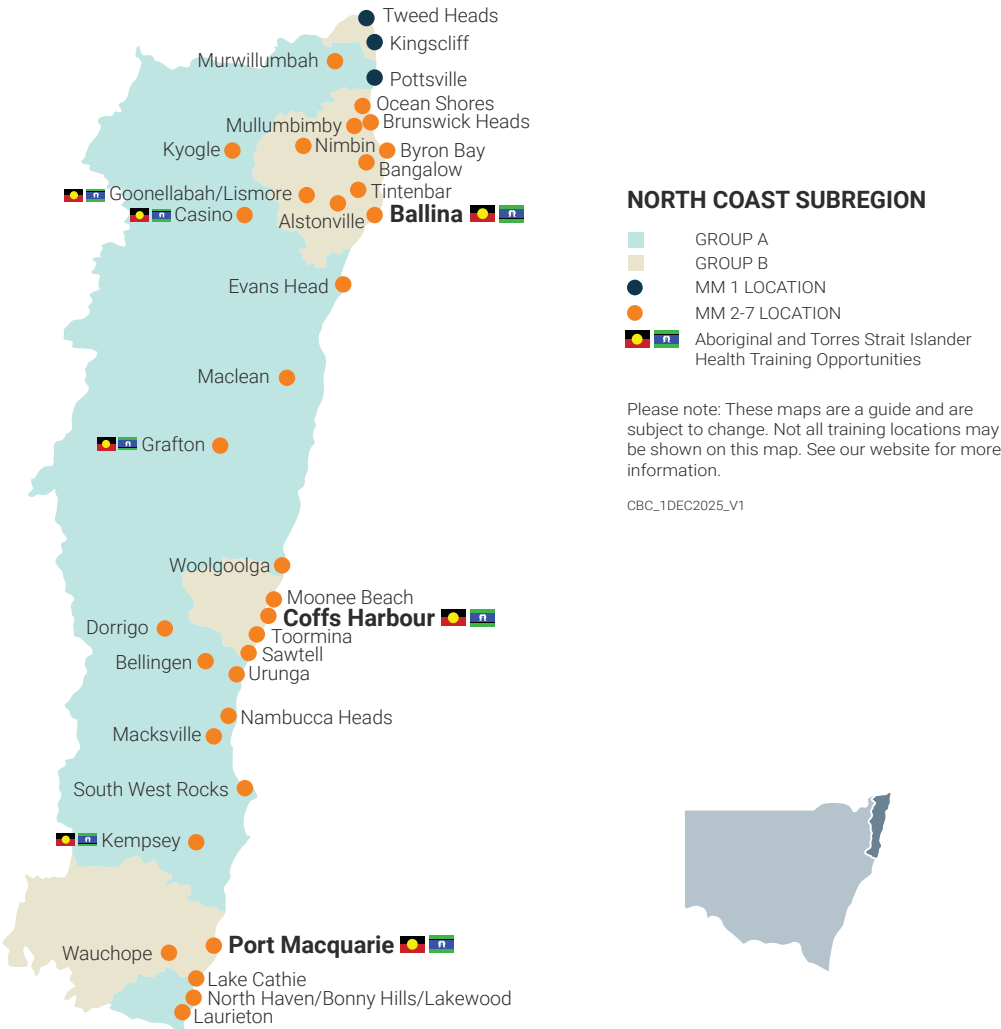 Tweed Heads
Kingscliff
Murwillumbah
Pottsville
Ocean Shores
Mullumbimby
Brunswick Heads
Kyogle
Nimbin
Byron Bay
Bangalow
Goonellabah/Lismore
Tintenbar
Casino
Alstonville
Ballina
Evans Head
Maclean
Grafton
Woolgoolga
Moonee Beach
Coffs Harbour
Dorrigo
Toormina
Sawtell
Bellingen
Urunga
Nambucca Heads
Macksville
South West Rocks
Kempsey
Port Macquarie
Wauchope
Lake Cathie
North Haven/Bonny Hills/Lakewood
Laurieton
NORTH COAST SUBREGION
GROUP A
GROUP B
MM 1 LOCATION
MM 2-7 LOCATION
Aboriginal and Torres Strait Islander
Health Training Opportunities
Please note: These maps are a guide and are
subject to change. Not all training locations may
be shown on this map. See our website for more
information.
CBC_1DEC2025_V1